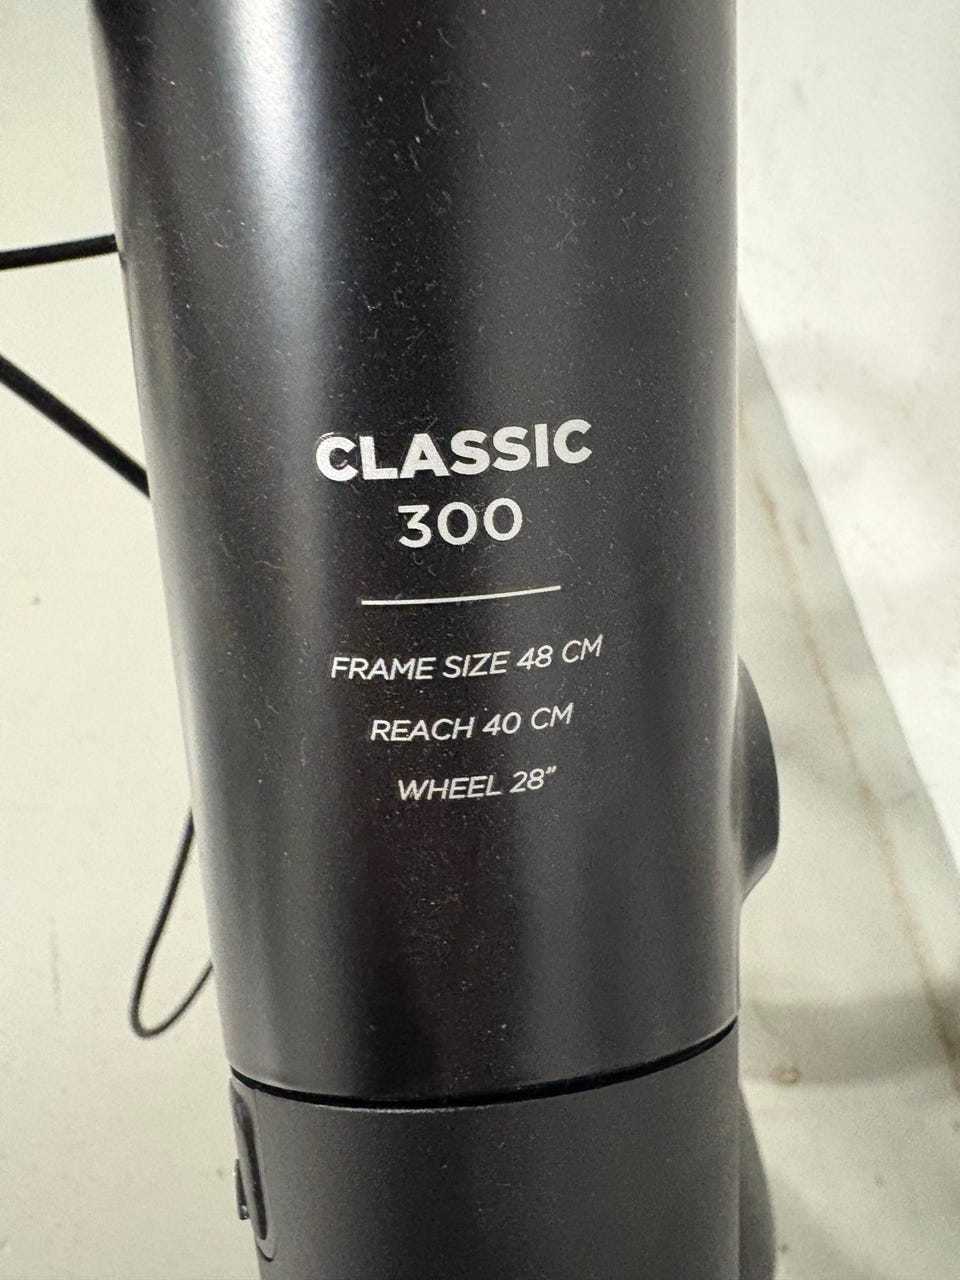 CLASSIC
300
FRAME SIZE 48 CM
REACH 40 CM
WHEEL 28"